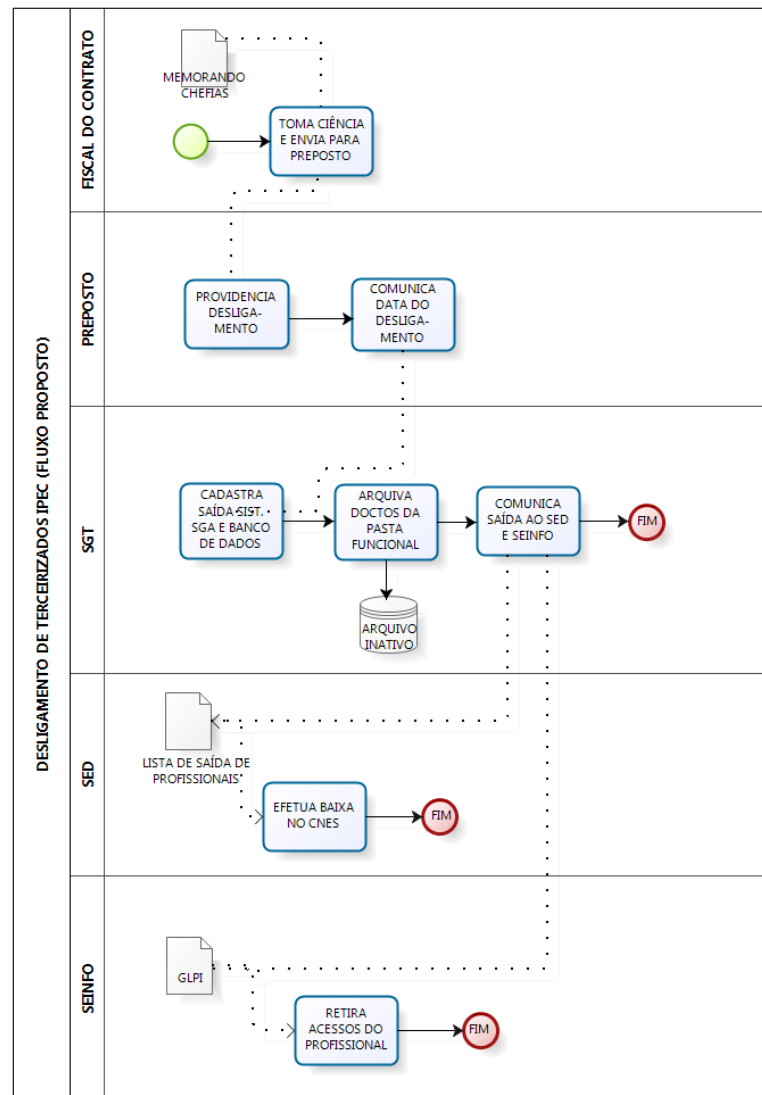 DESLIGAMENTO DE TERCEIRIZADOS IPEC (FLUXO PROPOSTO)
FISCAL DO CONTRATO
MEMORANDO
CHEFIAS
TOMA CIÊNCIA
E ENVIA PARA
PREPOSTO
PREPOSTO
PROVIDENCIA
DESLIGA-
MENTO
COMUNICA
DATA DO
DESLIGA-
MENTO
SGT
CADASTRA
SAÍDA SIST.
SGA E BANCO
DE DADOS
ARQUIVA
DOCTOS DA
PASTA
FUNCIONAL
COMUNICA
SAÍDA AO SED
E SEINFO
FIM
ARQUIVO
INATIVO
SED
LISTA DE SAÍDA DE
PROFISSIONAIS
EFETUA BAIXA
NO CNES
FIM
SEINFO
GLPI
RETIRA
ACESSOS DO
PROFISSIONAL
FIM